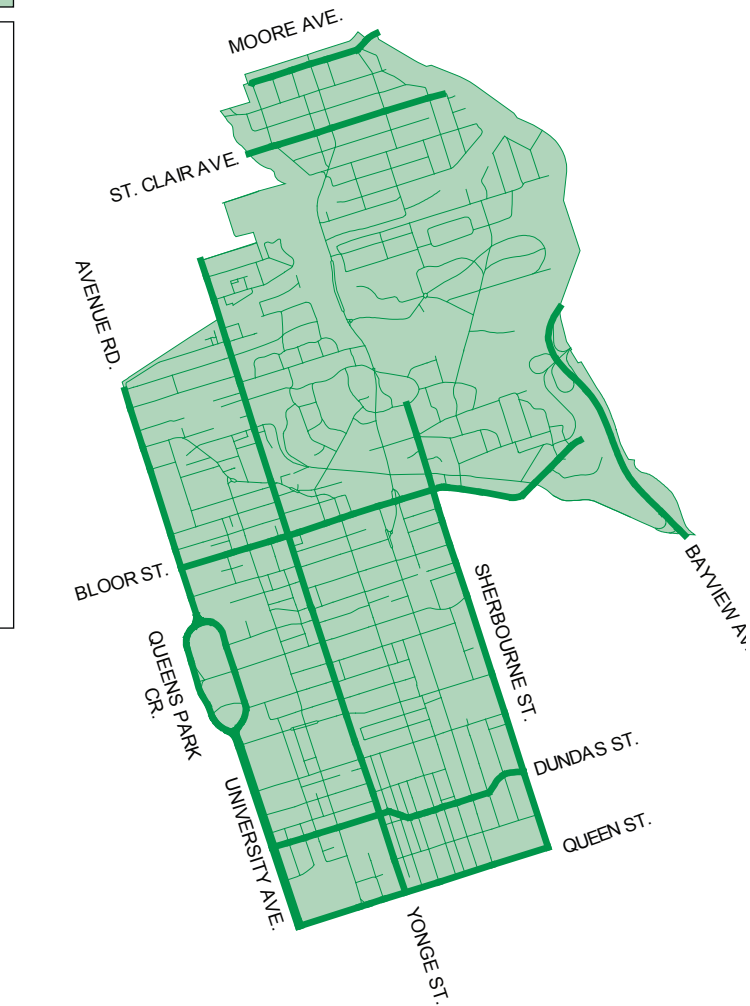 MOORE AVE.
ST. CLAIR AVE.
AVENUE RD.
BLOOR ST.
QUEENS PARK
CR.
SHERBOURNE ST.
BAYVIEW AV
DUNDAS ST.
UNIVERSITY AVE.
QUEEN ST.
YONGE ST.